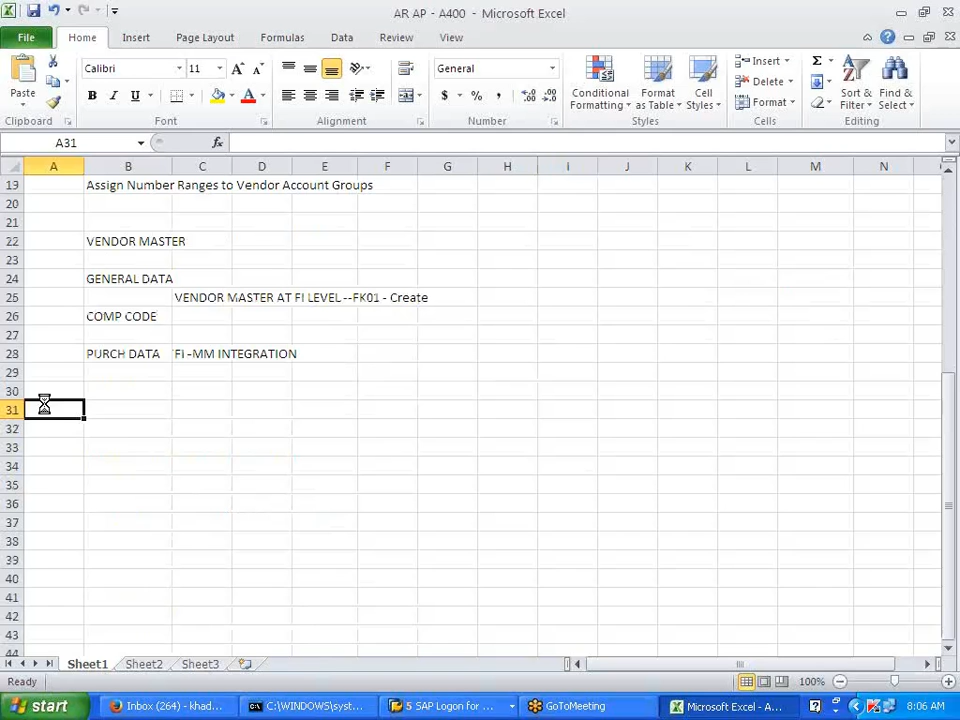 AR AP - A400 - Microsoft Excel
File Home Insert Page Layout Formulas Data Review View
Paste Calibri 11 General Conditional Formatting Format as Table Cell Styles Insert Delete Format Sort & Filter Find & Select
Clipboard Font Alignment Number Styles Cells Editing
A31 fx
A B C D E F G H I J K L M N
19 Assign Number Ranges to Vendor Account Groups
20
21
22 VENDOR MASTER
23
24 GENERAL DATA
25 VENDOR MASTER AT FI LEVEL --FK01 - Create
26 COMP CODE
27
28 PURCH DATA FI -MM INTEGRATION
29
30
31
32
33
34
35
36
37
38
39
40
41
42
43
44
Sheet1 Sheet2 Sheet3
Ready 100%
start Inbox (264) - khad... C:\WINDOWS\syst... 5 SAP Logon for ... GoToMeeting Microsoft Excel - A... 8:06 AM